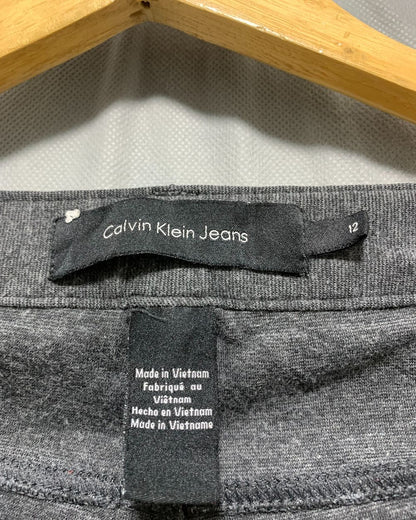 Calvin Klein Jeans
12
Made in Vietnam
Fabriqué au
Viêtnam
Hecho en Vietnam
Made in Vietname